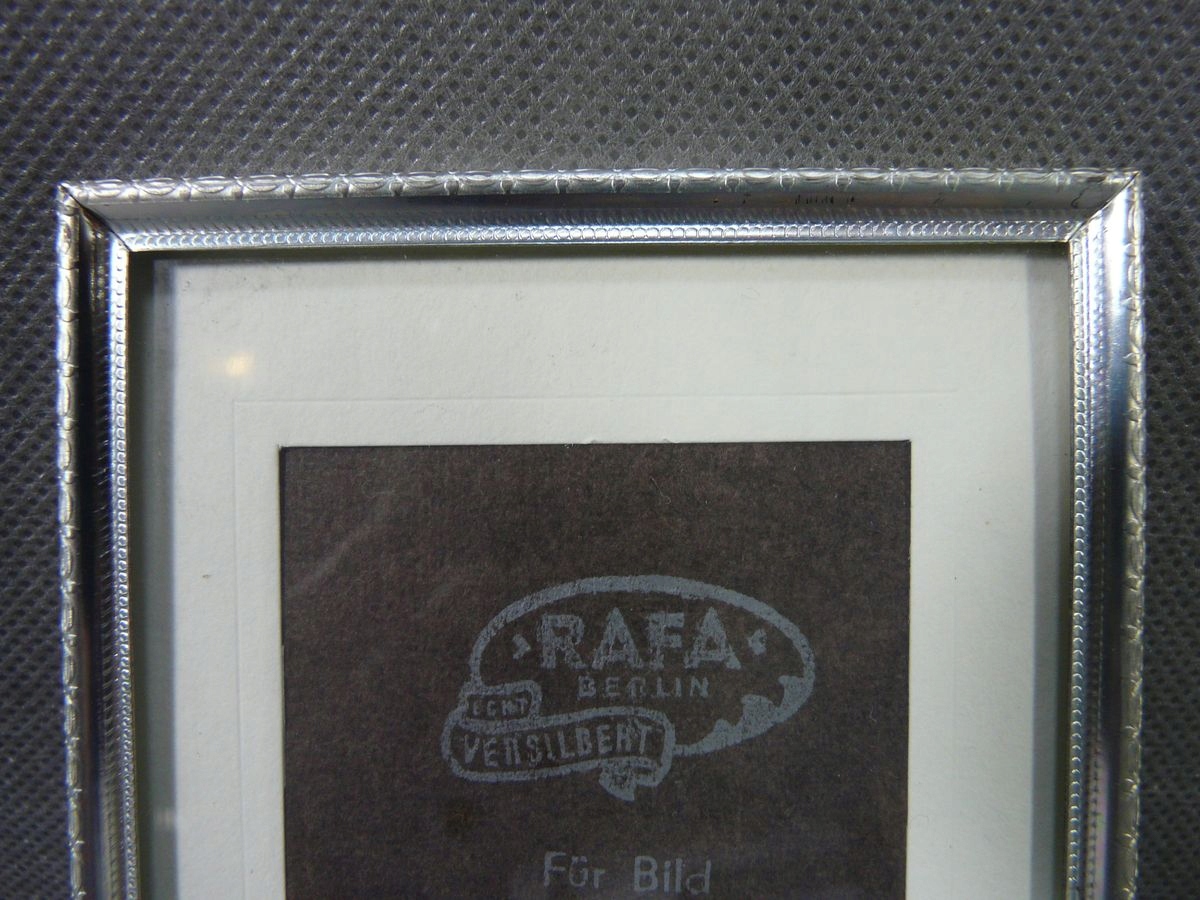 RAFA
BERLIN
ECHT
VERSILBERT
Für Bild